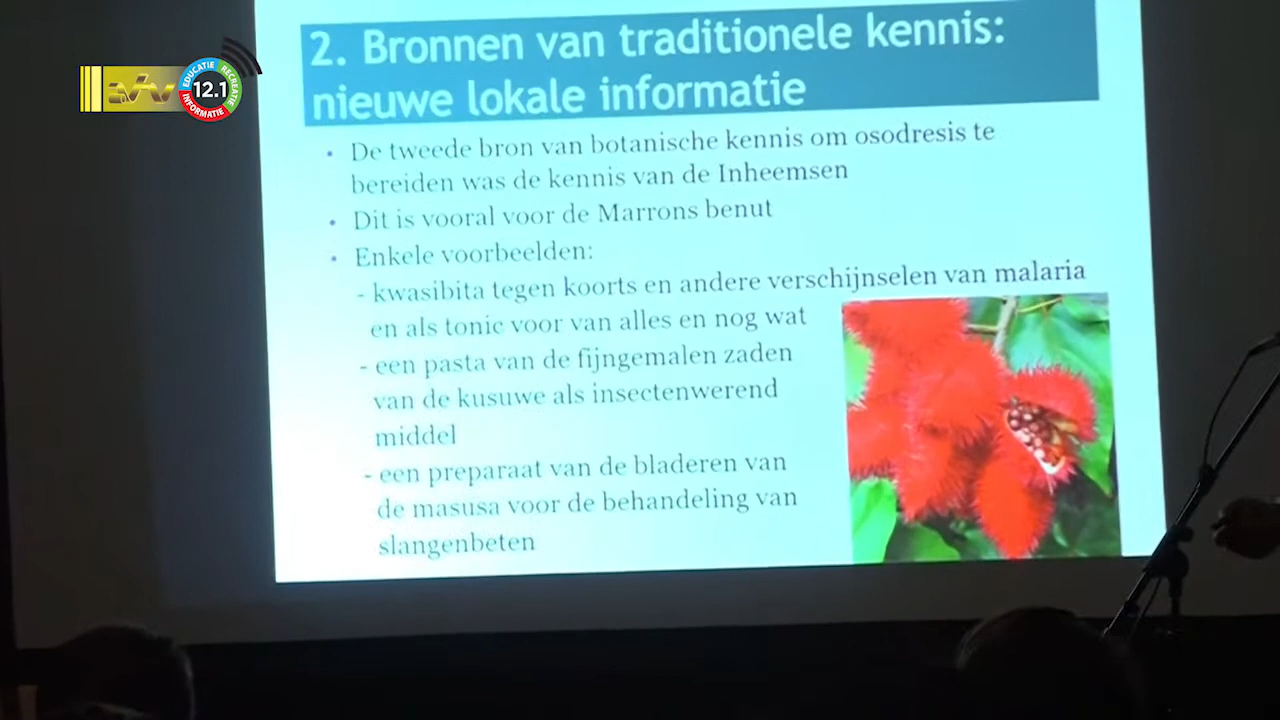 2. Bronnen van traditionele kennis:
nieuwe lokale informatie
• De tweede bron van botanische kennis om osodresis te
bereiden was de kennis van de Inheemsen
• Dit is vooral voor de Marrons benut
• Enkele voorbeelden:
- kwasibita tegen koorts en andere verschijnselen van malaria
en als tonic voor van alles en nog wat
- een pasta van de fijngemalen zaden
van de kusuwe als insectenwerend
middel
- een preparaat van de bladeren van
de masusa voor de behandeling van
slangenbeten
EDUCATIE
RECREATIE
INFORMATIE
12.1